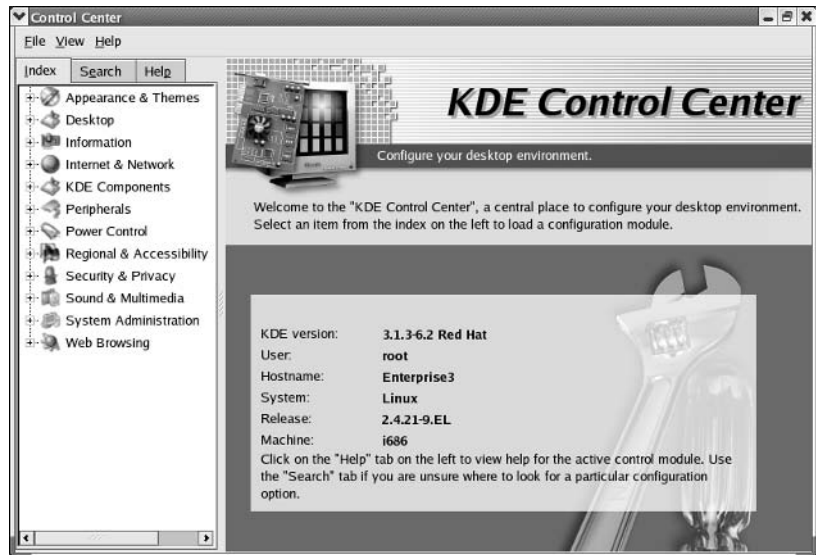 Control Center
File View Help
Index Search Help
Appearance & Themes
Desktop
Information
Internet & Network
KDE Components
Peripherals
Power Control
Regional & Accessibility
Security & Privacy
Sound & Multimedia
System Administration
Web Browsing
KDE Control Center
Configure your desktop environment.
Welcome to the "KDE Control Center", a central place to configure your desktop environment.
Select an item from the index on the left to load a configuration module.
KDE version: 3.1.3-6.2 Red Hat
User: root
Hostname: Enterprise3
System: Linux
Release: 2.4.21-9.EL
Machine: i686
Click on the "Help" tab on the left to view help for the active control module. Use
the "Search" tab if you are unsure where to look for a particular configuration
option.